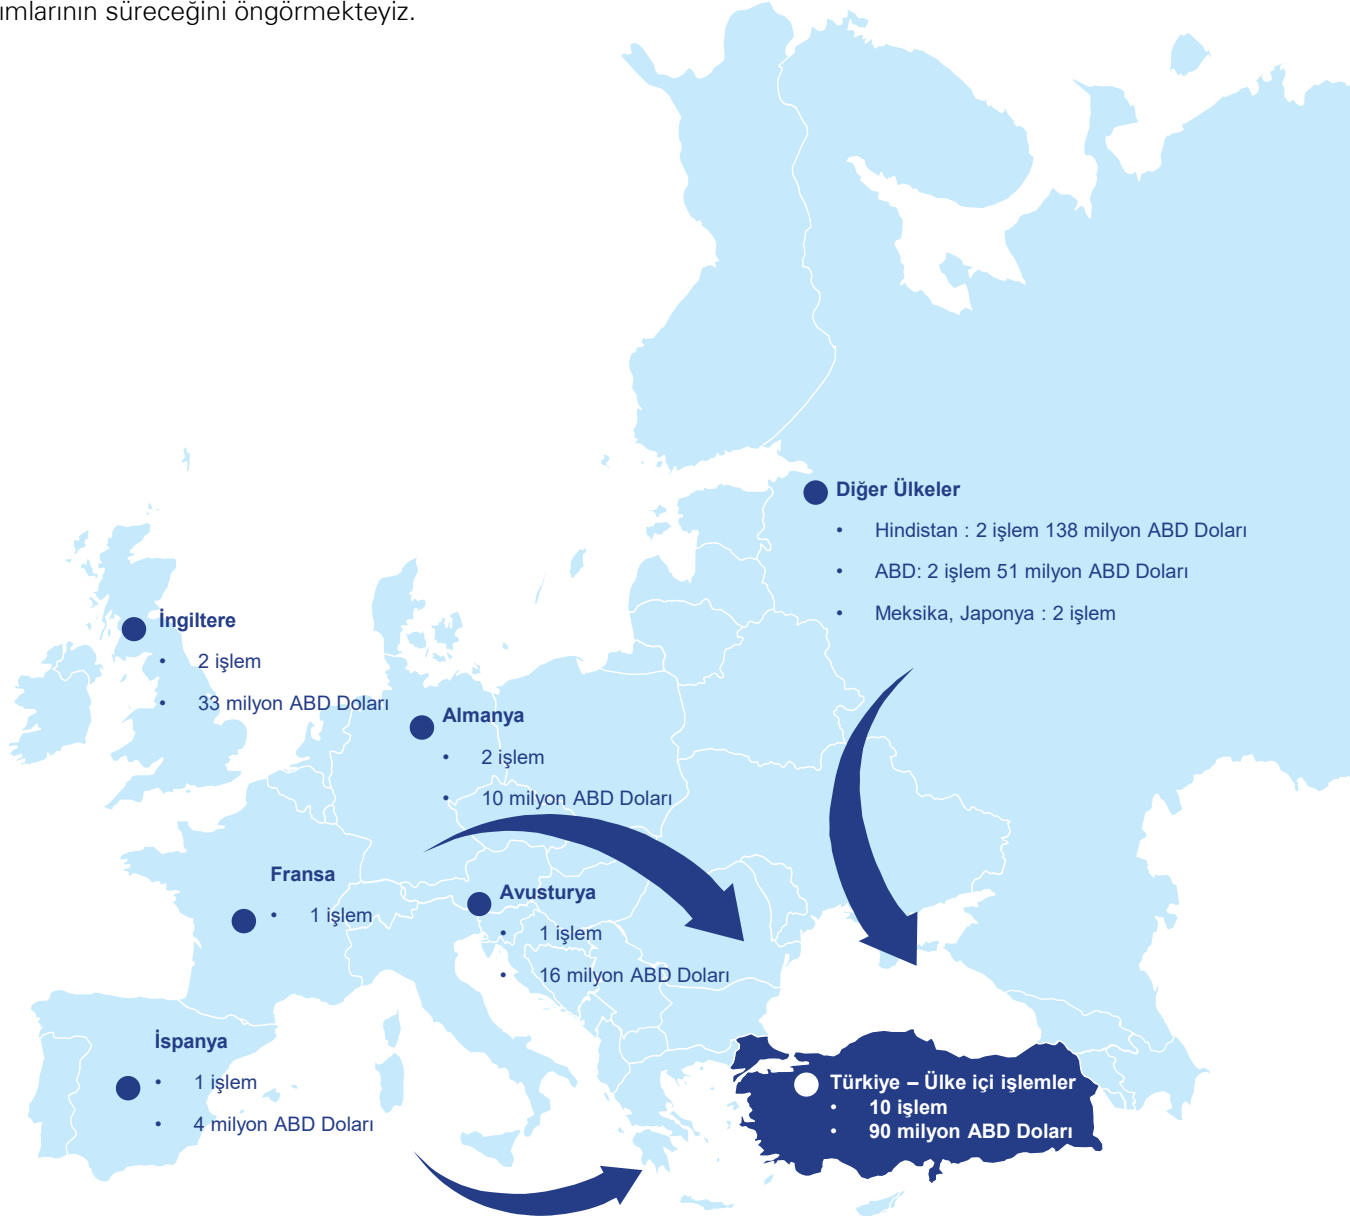 ımlarının süreceğini öngörmekteyiz.
Diğer Ülkeler
• Hindistan : 2 işlem 138 milyon ABD Doları
• ABD: 2 işlem 51 milyon ABD Doları
• Meksika, Japonya : 2 işlem
İngiltere
• 2 işlem
• 33 milyon ABD Doları
Almanya
• 2 işlem
• 10 milyon ABD Doları
Fransa
• 1 işlem
Avusturya
• 1 işlem
• 16 milyon ABD Doları
İspanya
• 1 işlem
• 4 milyon ABD Doları
Türkiye – Ülke içi işlemler
• 10 işlem
• 90 milyon ABD Doları